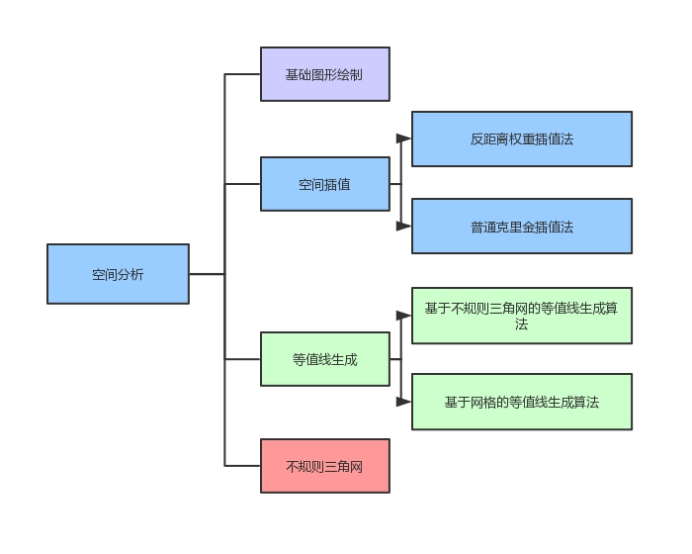 基础图形绘制
反距离权重插值法
空间插值
普通克里金插值法
空间分析
基于不规则三角网的等值线生成算
法
等值线生成
基于网格的等值线生成算法
不规则三角网